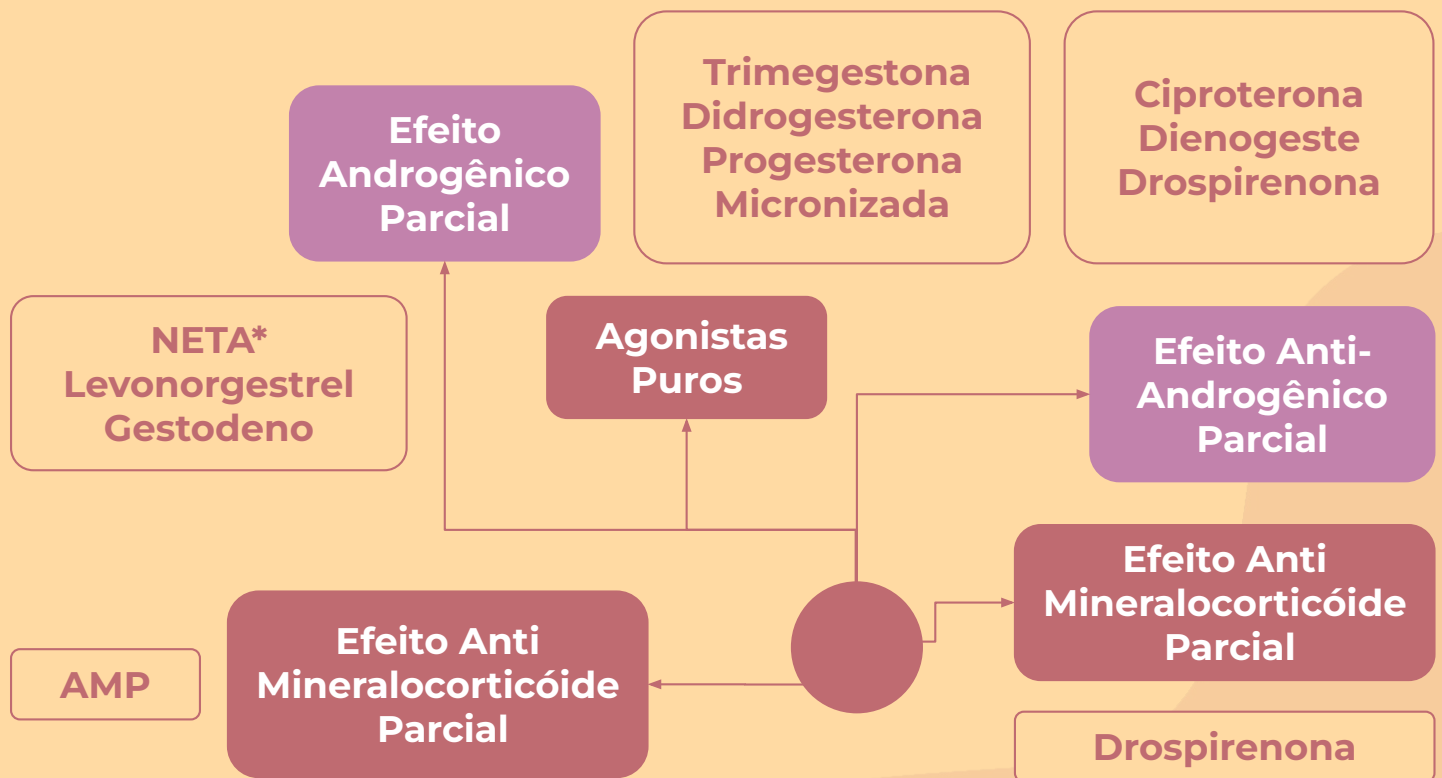 Efeito
Androgênico
Parcial
Trimegestona
Didrogesterona
Progesterona
Micronizada
Ciproterona
Dienogeste
Drospirenona
NETA*
Levonorgestrel
Gestodeno
Agonistas
Puros
Efeito Anti-
Androgênico
Parcial
Efeito Anti
Mineralocorticóide
Parcial
AMP
Efeito Anti
Mineralocorticóide
Parcial
Drospirenona